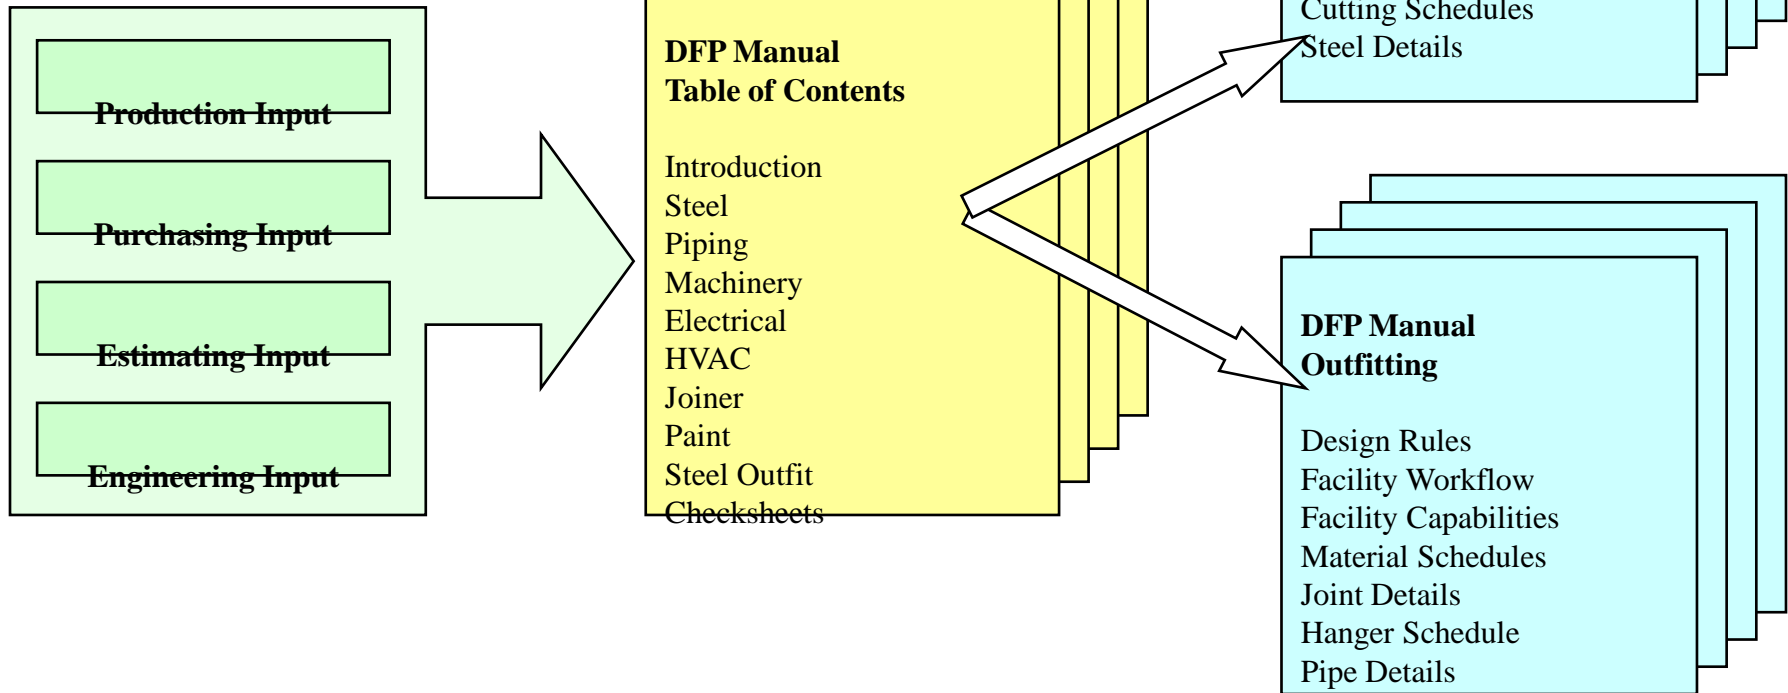 Production Input
Purchasing Input
Estimating Input
Engineering Input
DFP Manual
Table of Contents
Introduction
Steel
Piping
Machinery
Electrical
HVAC
Joiner
Paint
Steel Outfit
Checksheets
Cutting Schedules
Steel Details
DFP Manual
Outfitting
Design Rules
Facility Workflow
Facility Capabilities
Material Schedules
Joint Details
Hanger Schedule
Pipe Details